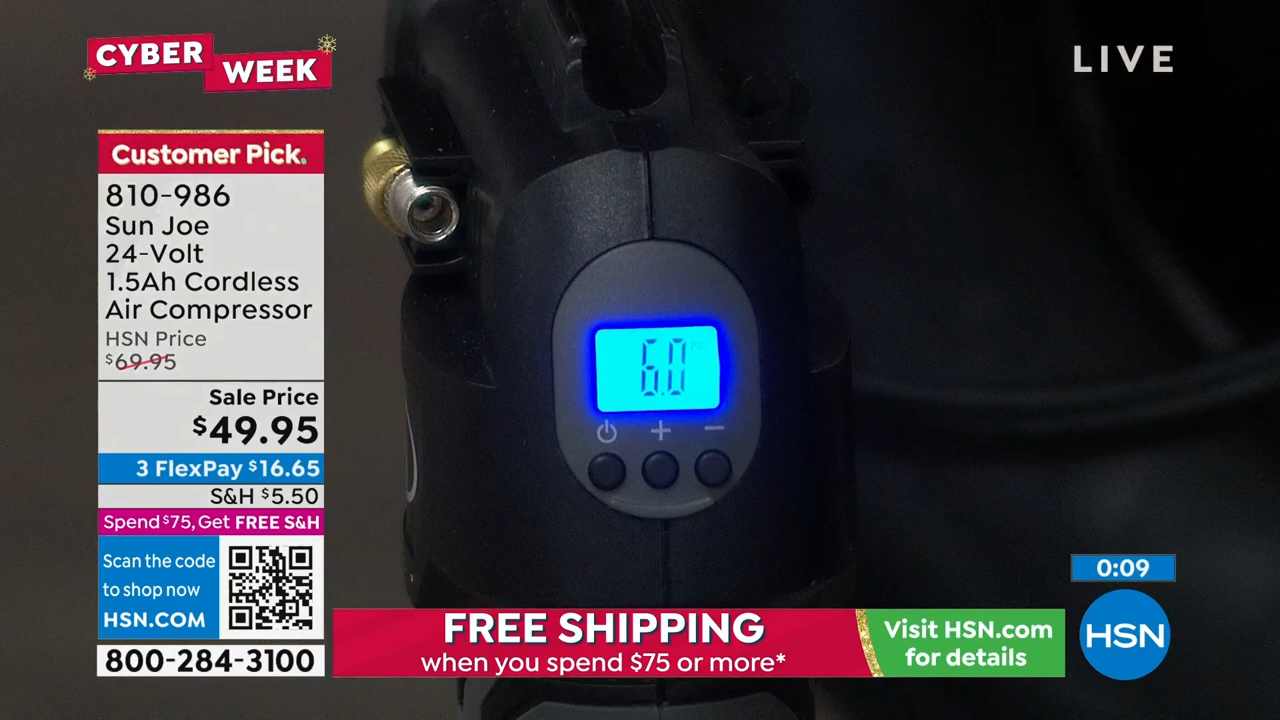 CYBER
WEEK
LIVE
Customer Pick.
810-986
Sun Joe
24-Volt
1.5Ah Cordless
Air Compressor
HSN Price
$69.95
Sale Price
$49.95
3 FlexPay $16.65
S&H $5.50
Spend $75, Get FREE S&H
Scan the code
to shop now
HSN.COM
800-284-3100
6.0 PSI
FREE SHIPPING
when you spend $75 or more*
Visit HSN.com
for details
0:09
HSN